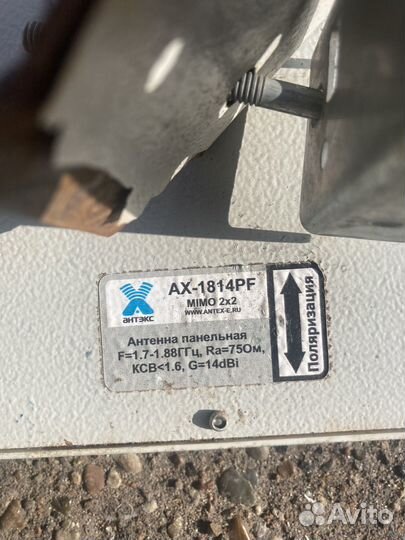 АНТЭКС
AX-1814PF
MIMO 2x2
WWW.ANTEX-E.RU
Антенна панельная
F=1.7-1.88ГГц, Ra=75Ом,
КСВ<1.6, G=14dBi
Поляризация
Avito